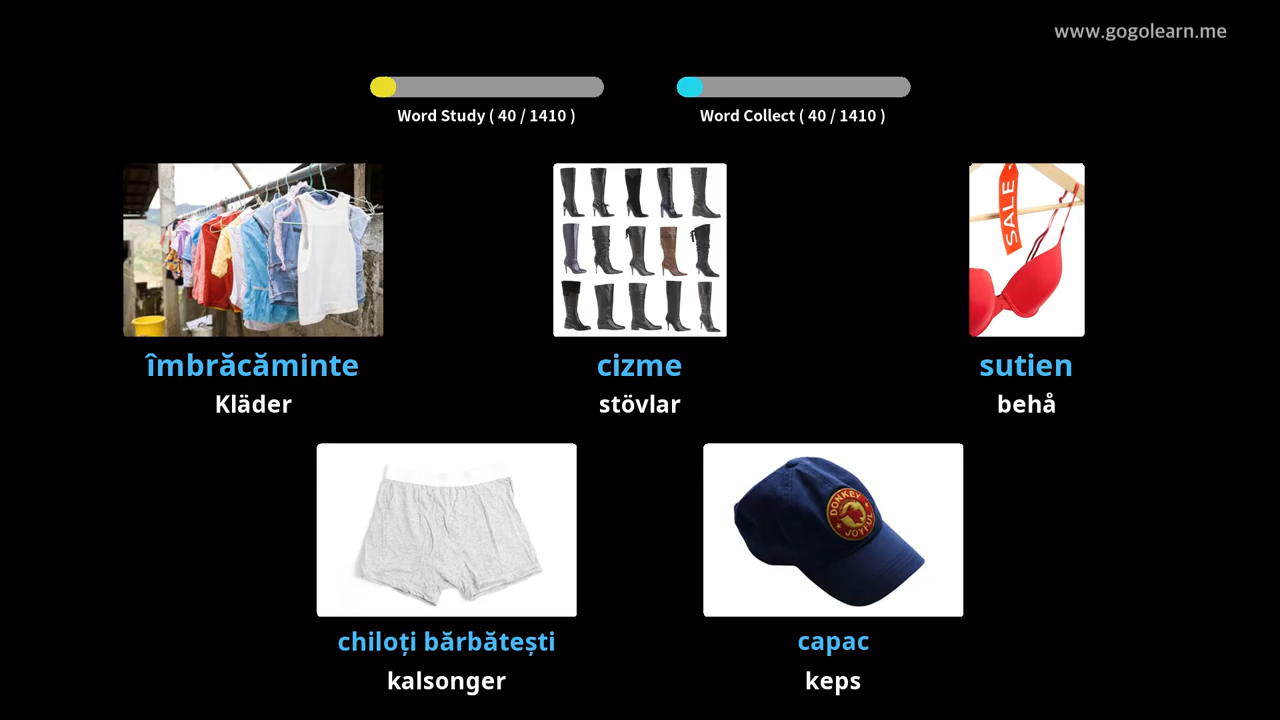 www.gogolearn.me
Word Study ( 40 / 1410 )
Word Collect ( 40 / 1410 )
SALE
îmbrăcăminte
cizme
sutien
Kläder
stövlar
behå
DONKEY
JOYFUL
chiloți bărbătești
capac
kalsonger
keps